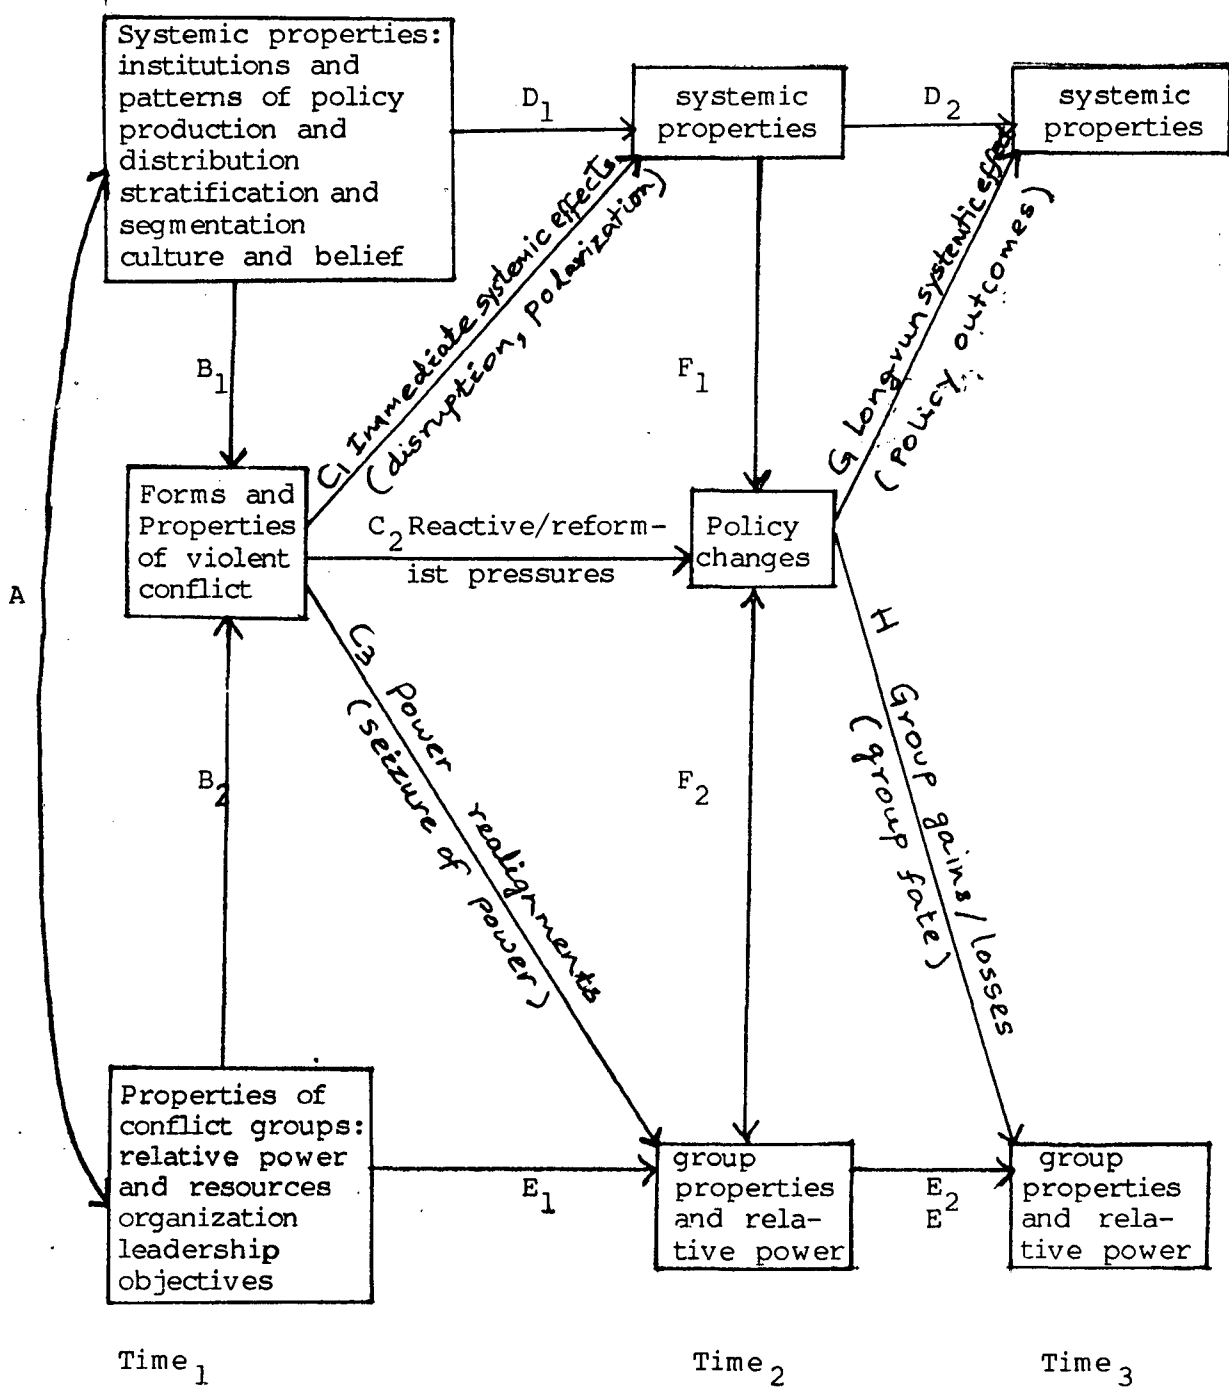 Systemic properties:
institutions and
patterns of policy
production and
distribution
stratification and
segmentation
culture and belief
D1
systemic
properties
D2
systemic
properties
B1
C1 Immediate systemic effects
(disruption, polarization)
F1
G Long-run systemic effect
(policy outcomes)
Forms and
Properties
of violent
conflict
C2 Reactive/reform-
ist pressures
Policy
changes
A
B2
C3 Power realignments
(seizure of power)
F2
H Group gains/losses
(group fate)
Properties of
conflict groups:
relative power
and resources
organization
leadership
objectives
E1
group
properties
and rela-
tive power
E2
E
group
properties
and rela-
tive power
Time1
Time2
Time3